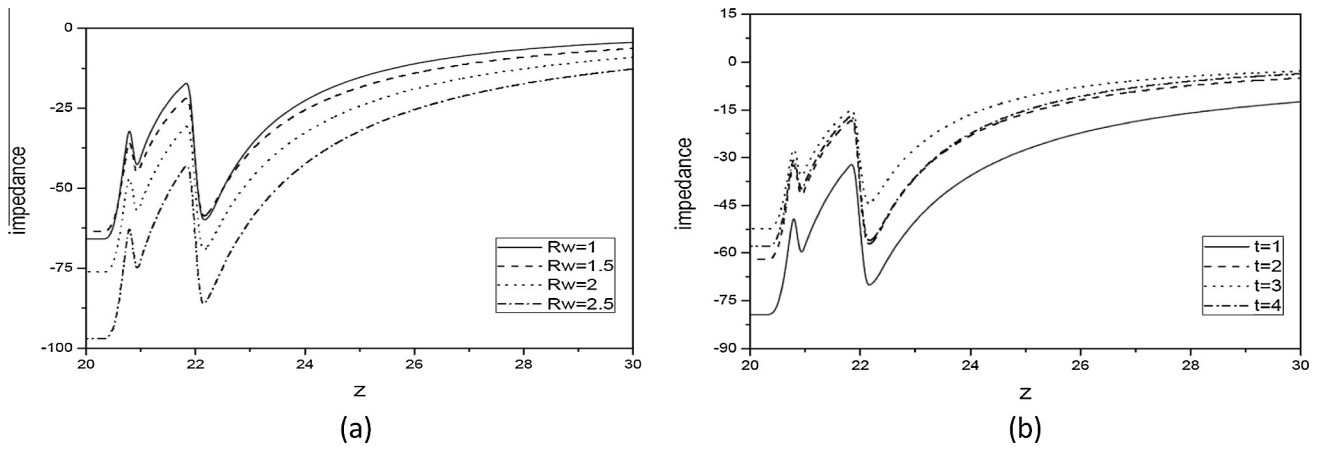 0
-25
-50
-75
-100
impedance
Rw=1
Rw=1.5
Rw=2
Rw=2.5
20 22 24 26 28 30
z
(a)
15
0
-15
-30
-45
-60
-75
-90
impedance
t=1
t=2
t=3
t=4
20 22 24 26 28 30
z
(b)